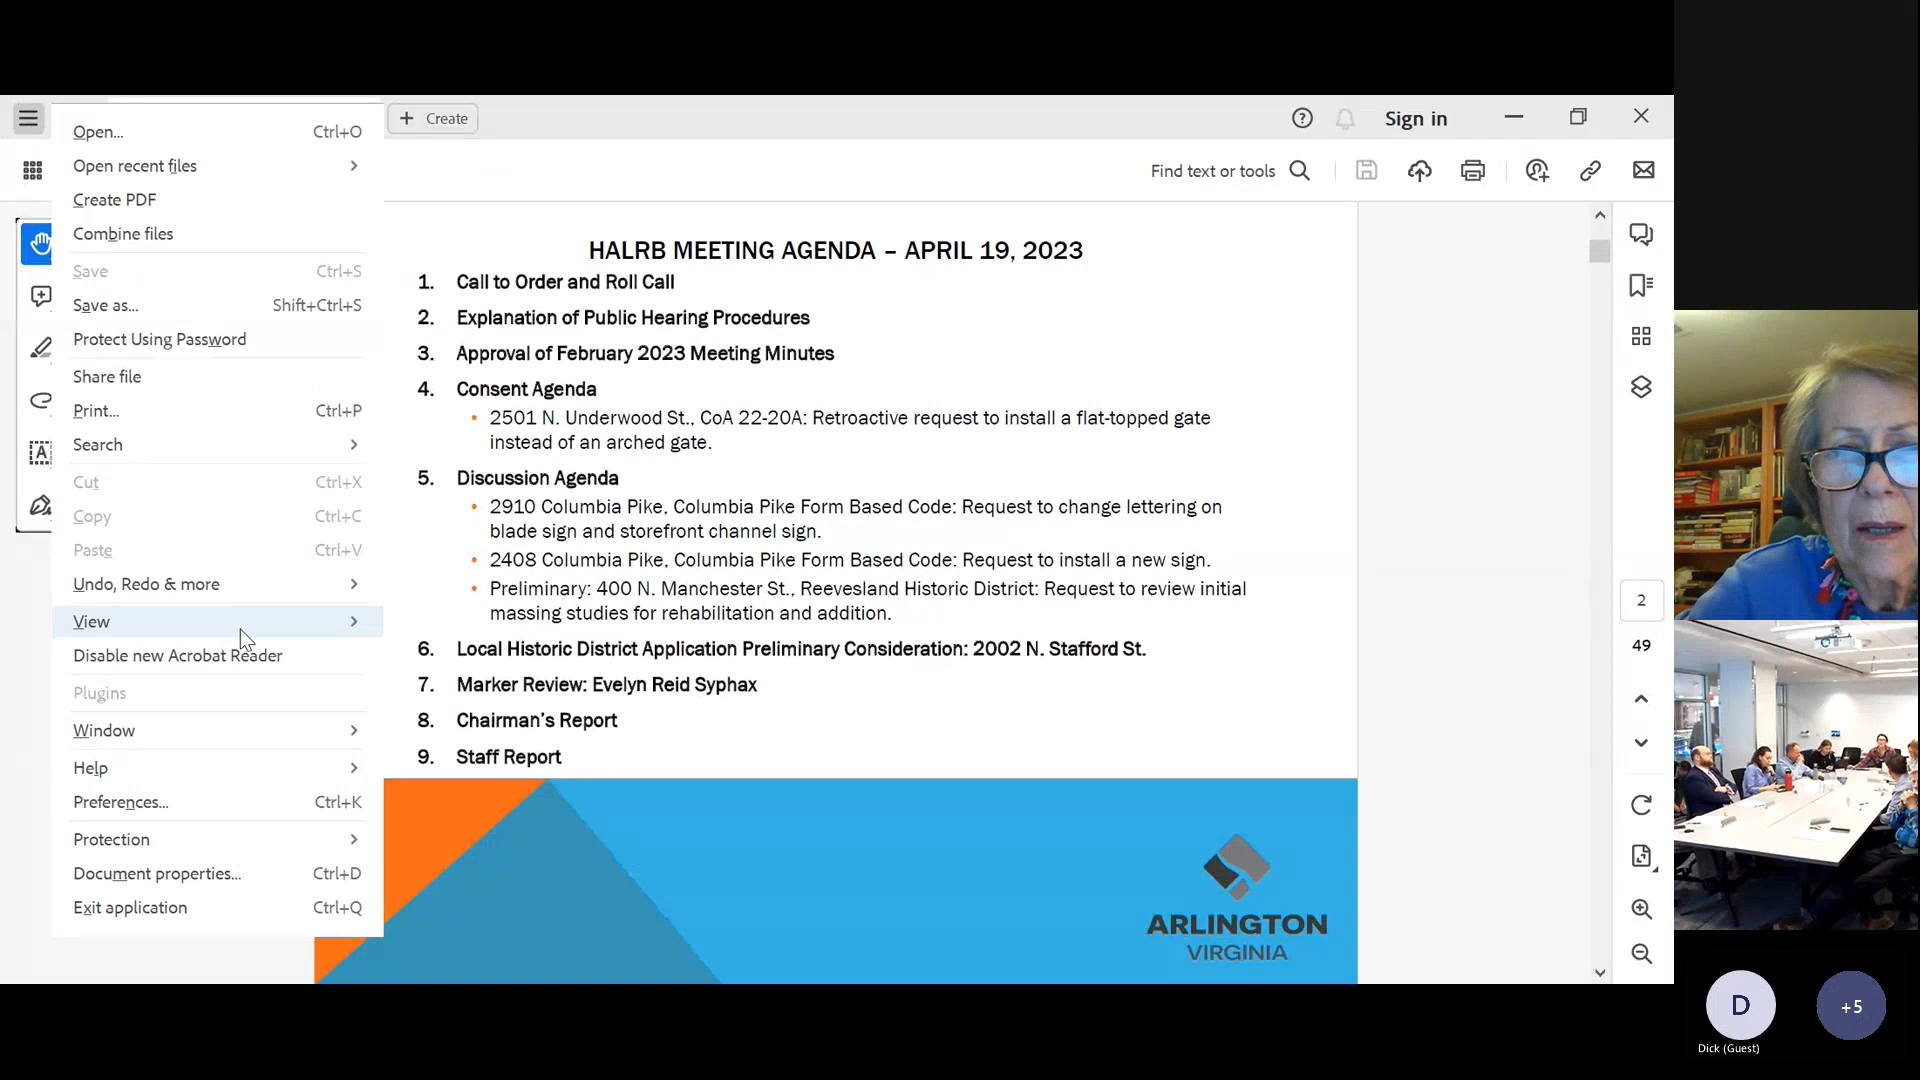 Create
Sign in
Find text or tools
Open... Ctrl+O
Open recent files
Create PDF
Combine files
Save Ctrl+S
Save as... Shift+Ctrl+S
Protect Using Password
Share file
Print... Ctrl+P
Search
Cut Ctrl+X
Copy Ctrl+C
Paste Ctrl+V
Undo, Redo & more
View
Disable new Acrobat Reader
Plugins
Window
Help
Preferences... Ctrl+K
Protection
Document properties... Ctrl+D
Exit application Ctrl+Q
HALRB MEETING AGENDA – APRIL 19, 2023
1. Call to Order and Roll Call
2. Explanation of Public Hearing Procedures
3. Approval of February 2023 Meeting Minutes
4. Consent Agenda
• 2501 N. Underwood St., CoA 22-20A: Retroactive request to install a flat-topped gate
instead of an arched gate.
5. Discussion Agenda
• 2910 Columbia Pike, Columbia Pike Form Based Code: Request to change lettering on
blade sign and storefront channel sign.
• 2408 Columbia Pike, Columbia Pike Form Based Code: Request to install a new sign.
• Preliminary: 400 N. Manchester St., Reevesland Historic District: Request to review initial
massing studies for rehabilitation and addition.
6. Local Historic District Application Preliminary Consideration: 2002 N. Stafford St.
7. Marker Review: Evelyn Reid Syphax
8. Chairman's Report
9. Staff Report
ARLINGTON
VIRGINIA
2
49
D
+5
Dick (Guest)